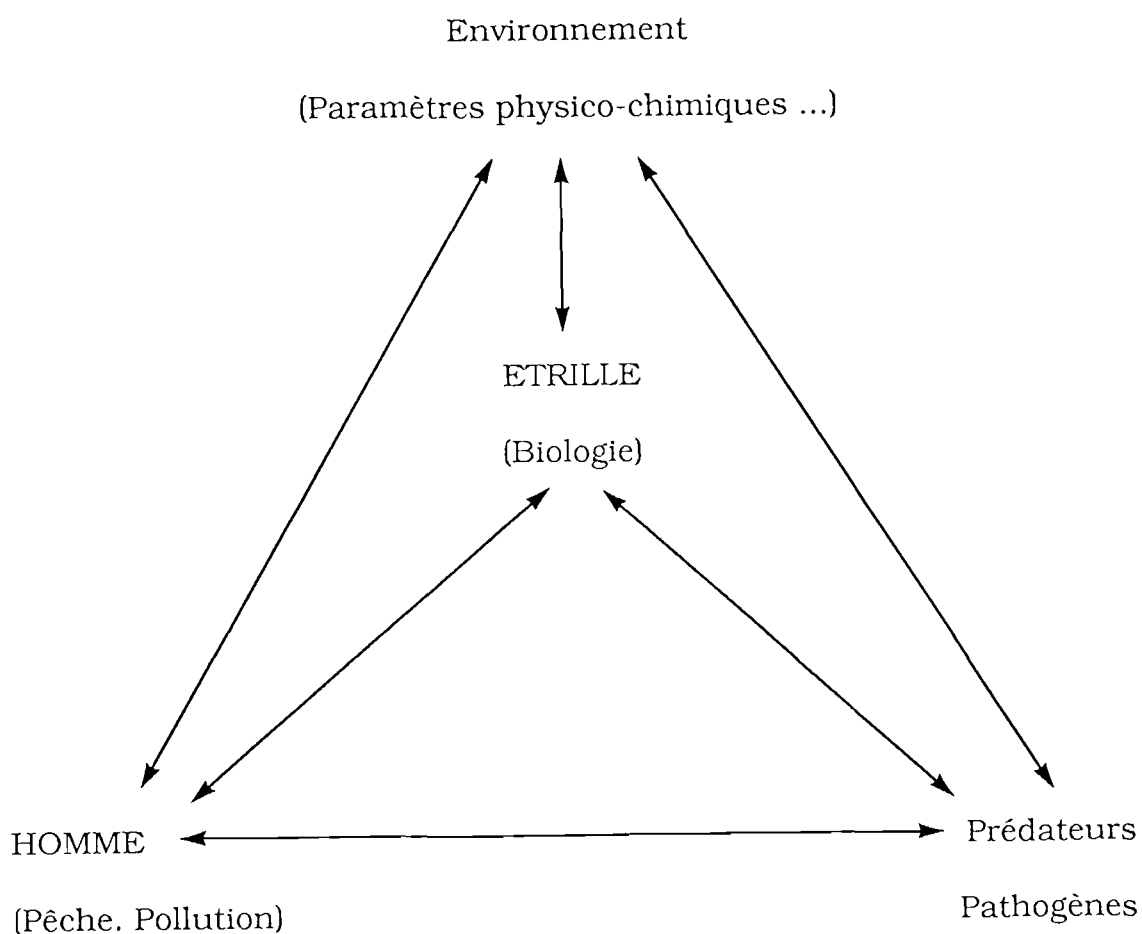 Environnement
(Paramètres physico-chimiques ...)
ETRILLE
(Biologie)
HOMME
(Pêche. Pollution)
Prédateurs
Pathogènes